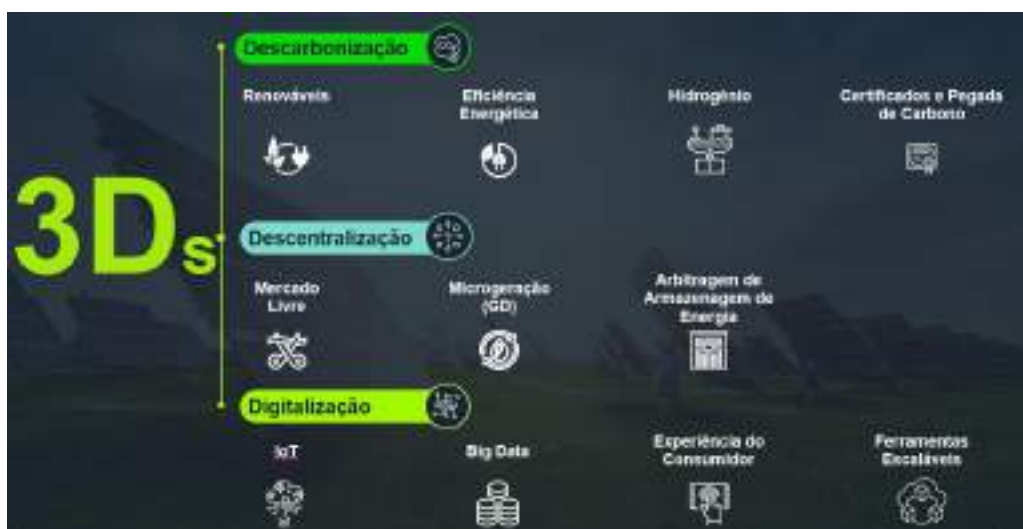 3Ds
Descarbonização
Renováveis
Eficiência
Energética
Hidrogênio
Certificados e Pegada
de Carbono
Descentralização
Mercado
Livre
Microgeração
(GD)
Arbitragem de
Armazenagem de
Energia
Digitalização
IoT
Big Data
Experiência do
Consumidor
Ferramentas
Escaláveis